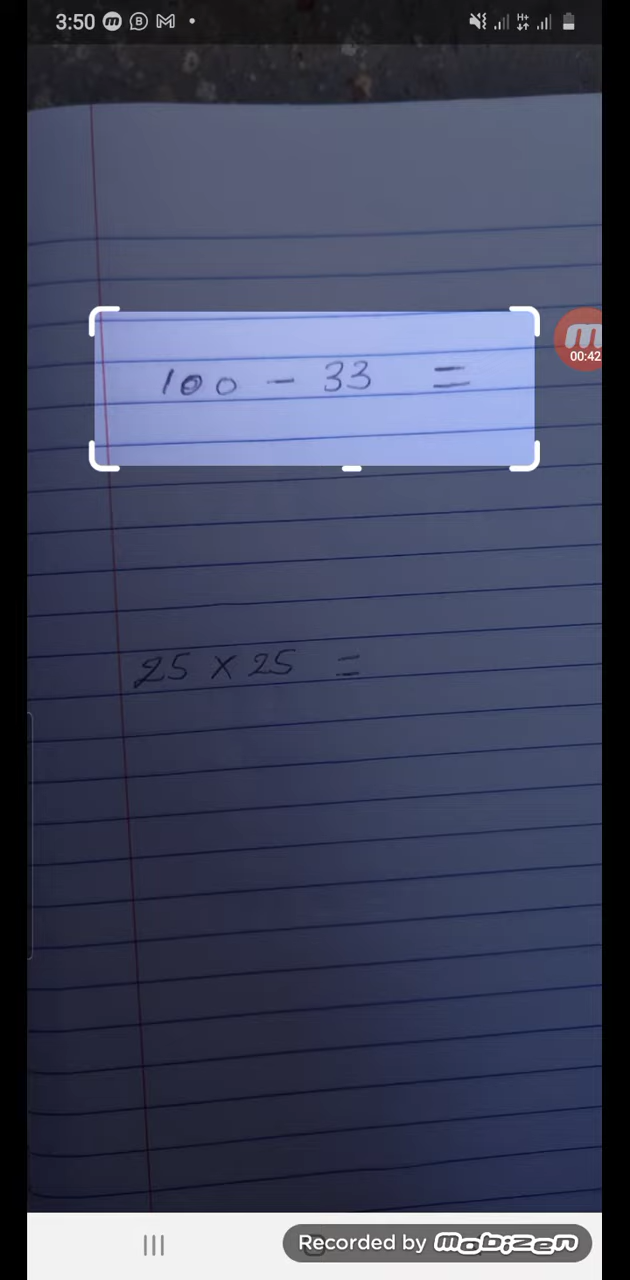 3:50
00:42
100 - 33 =
25 × 25 =
Recorded by mobizen